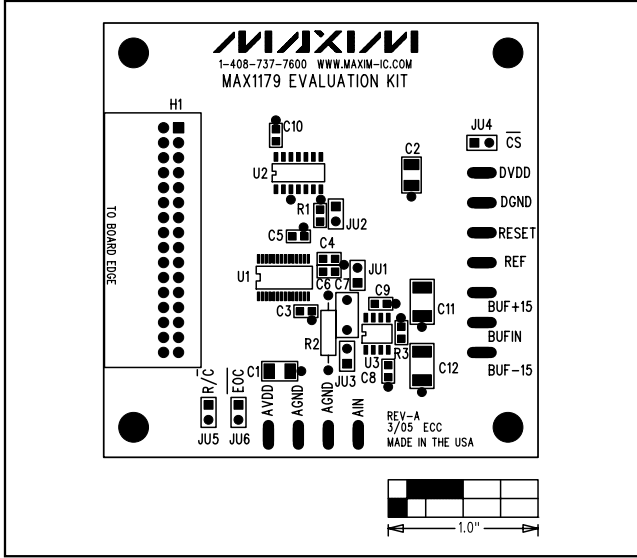 MAXIM
1-408-737-7600 WWW.MAXIM-IC.COM
MAX1179 EVALUATION KIT
H1
C10
JU4
CS
C2
U2
DVDD
R1
DGND
JU2
C5
RESET
TO BOARD EDGE
C4
JU1
REF
U1
C6 C7
C9
C3
C11
BUF+15
R2
BUFIN
U3
R3
C1
JU3
C8
C12
BUF-15
R/C
EOC
AVDD
AGND
AGND
AIN
JU5
JU6
REV-A
3/05 ECC
MADE IN THE USA
1.0"